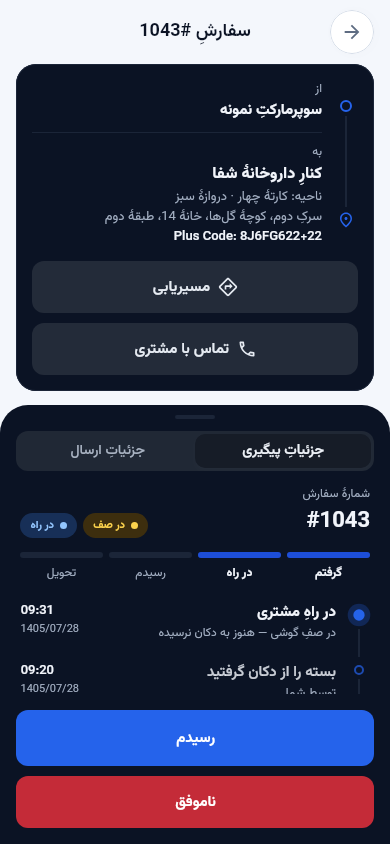 سفارشِ #1043
از
سوپرمارکتِ نمونه
به
کنارِ داروخانهٔ شفا
ناحیه: کارتهٔ چهار · دروازهٔ سبز
سرکِ دوم، کوچهٔ گل‌ها، خانهٔ 14، طبقهٔ دوم
Plus Code: 8J6FG622+22
مسیریابی
تماس با مشتری
جزئیاتِ پیگیری
جزئیاتِ ارسال
شمارهٔ سفارش
#1043
در صف
در راه
گرفتم
در راه
رسیدم
تحویل
در راهِ مشتری
09:31
در صفِ گوشی — هنوز به دکان نرسیده
1405/07/28
بسته را از دکان گرفتید
09:20
توسط شما
1405/07/28
رسیدم
ناموفق